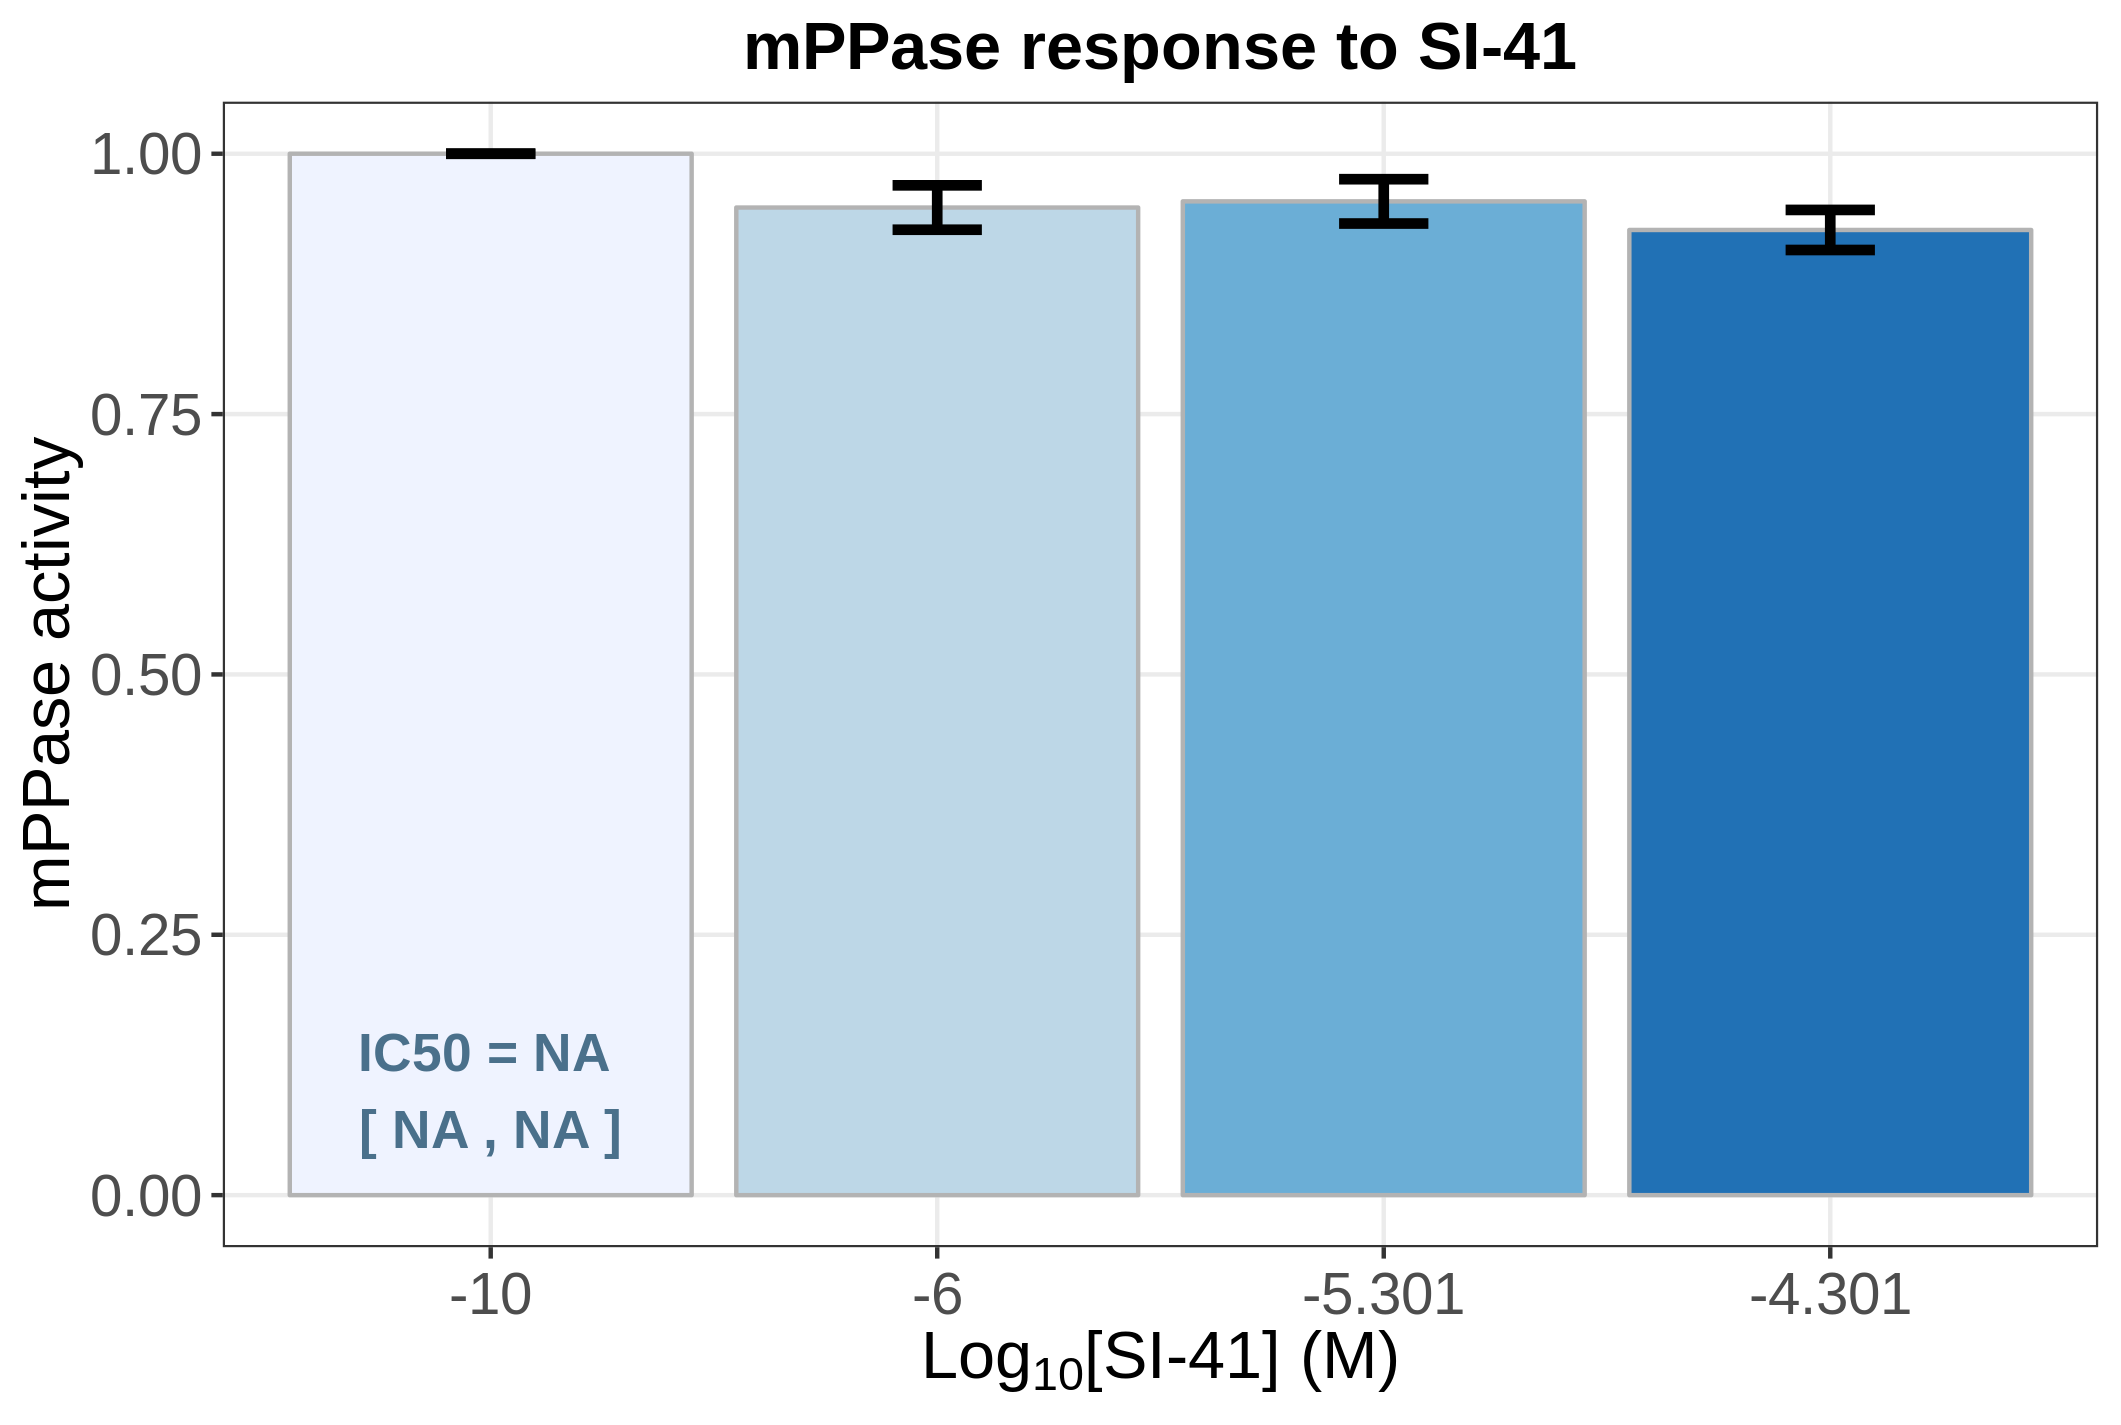 mPPase response to SI-41
mPPase activity
1.00
0.75
0.50
0.25
0.00
IC50 = NA
[ NA , NA ]
-10
-6
-5.301
-4.301
Log10[SI-41] (M)